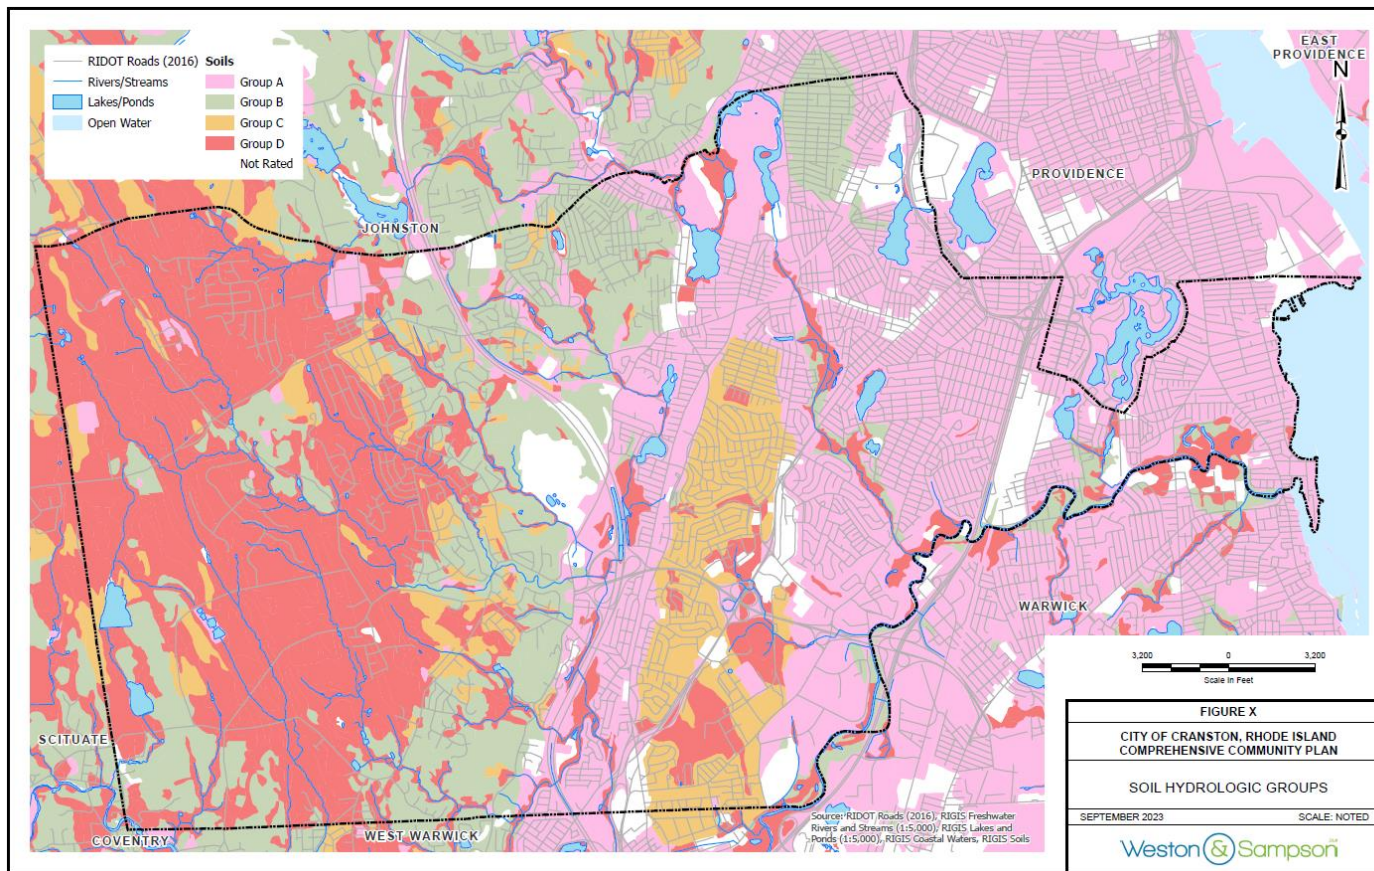 RIDOT Roads (2016)
Rivers/Streams
Lakes/Ponds
Open Water
Soils
Group A
Group B
Group C
Group D
Not Rated
EAST
PROVIDENCE
N
PROVIDENCE
JOHNSTON
WARWICK
SCITUATE
COVENTRY
WEST WARWICK
3,200 0 3,200
Scale in Feet
Source: RIDOT Roads (2016), RIGIS Freshwater
Rivers and Streams (1:5,000), RIGIS Lakes and
Ponds (1:5,000), RIGIS Coastal Waters, RIGIS Soils
FIGURE X
CITY OF CRANSTON, RHODE ISLAND
COMPREHENSIVE COMMUNITY PLAN
SOIL HYDROLOGIC GROUPS
SEPTEMBER 2023 SCALE: NOTED
Weston & Sampson